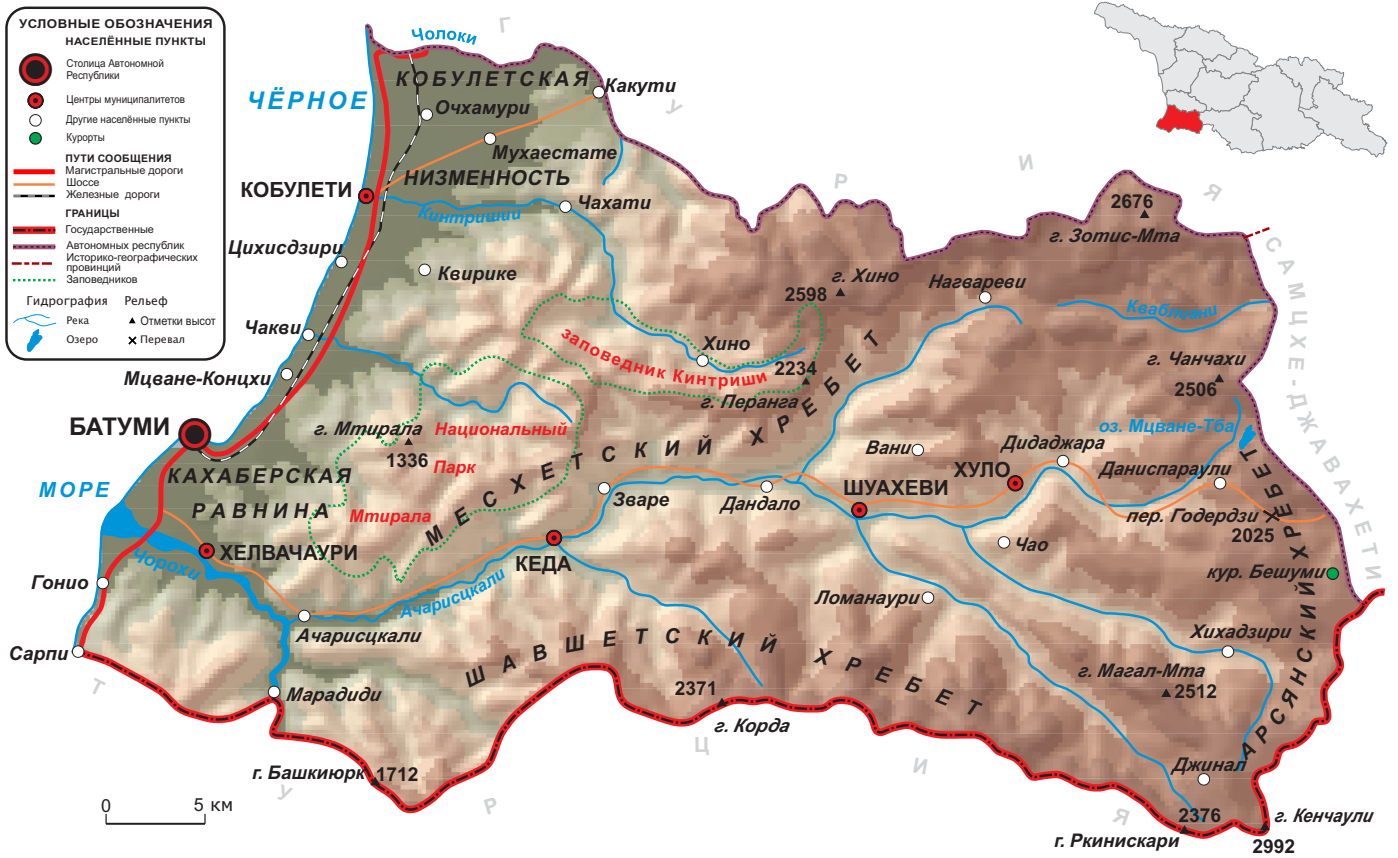 УСЛОВНЫЕ ОБОЗНАЧЕНИЯ
НАСЕЛЁННЫЕ ПУНКТЫ
Столица Автономной
Республики
Центры муниципалитетов
Другие населённые пункты
Курорты
ПУТИ СООБЩЕНИЯ
Магистральные дороги
Шоссе
Железные дороги
ГРАНИЦЫ
Государственные
Автономных республик
Историко-географических
провинций
Заповедников
Гидрография Рельеф
Река Отметки высот
Озеро Перевал
ЧЁРНОЕ
МОРЕ
ГУРИЯ
САМЦХЕ-ДЖАВАХЕТИ
ТУРЦИЯ
Чолоки
КОБУЛЕТСКАЯ
НИЗМЕННОСТЬ
Какути
Очхамури
Мухаестате
КОБУЛЕТИ
Кинтришии
Чахати
Цихисдзири
Квирике
Чакви
Мцване-Концхи
БАТУМИ
2676
г. Зотис-Мта
г. Хино
2598
Нагвареви
Кваблиани
Хино
заповедник Кинтриши
2234
г. Перанга
г. Чанчахи
2506
оз. Мцване-Тба
г. Мтирала
1336
Национальный
Парк
Мтирала
МЕСХЕТСКИЙ ХРЕБЕТ
КАХАБЕРСКАЯ
РАВНИНА
Вани
Дидаджара
ХУЛО
Даниспараули
Зваре
Дандало
ШУАХЕВИ
пер. Годердзи
2025
ХЕЛВАЧАУРИ
КЕДА
Чао
Чорохи
Гонио
Ачарисцкали
кур. Бешуми
Ломанаури
Ачарисцкали
Сарпи
ШАВШЕТСКИЙ ХРЕБЕТ
Хихадзири
АРСЯНСКИЙ ХРЕБЕТ
г. Магал-Мта
2512
Марадиди
2371
г. Корда
г. Башкиюрк
1712
Джинал
0 5 км
2376
г. Кенчаули
г Ркинискари
2992